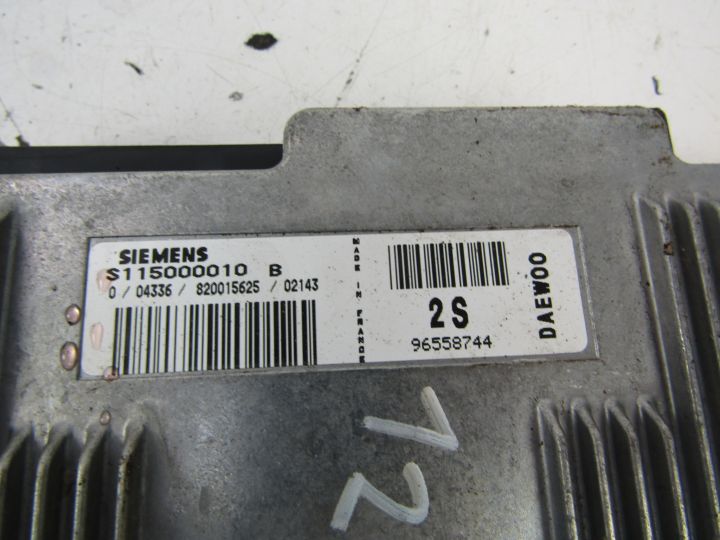 SIEMENS
S115000010 B
0 / 04336 / 820015625 / 02143
MADE IN FRANCE
2S
96558744
DAEWOO